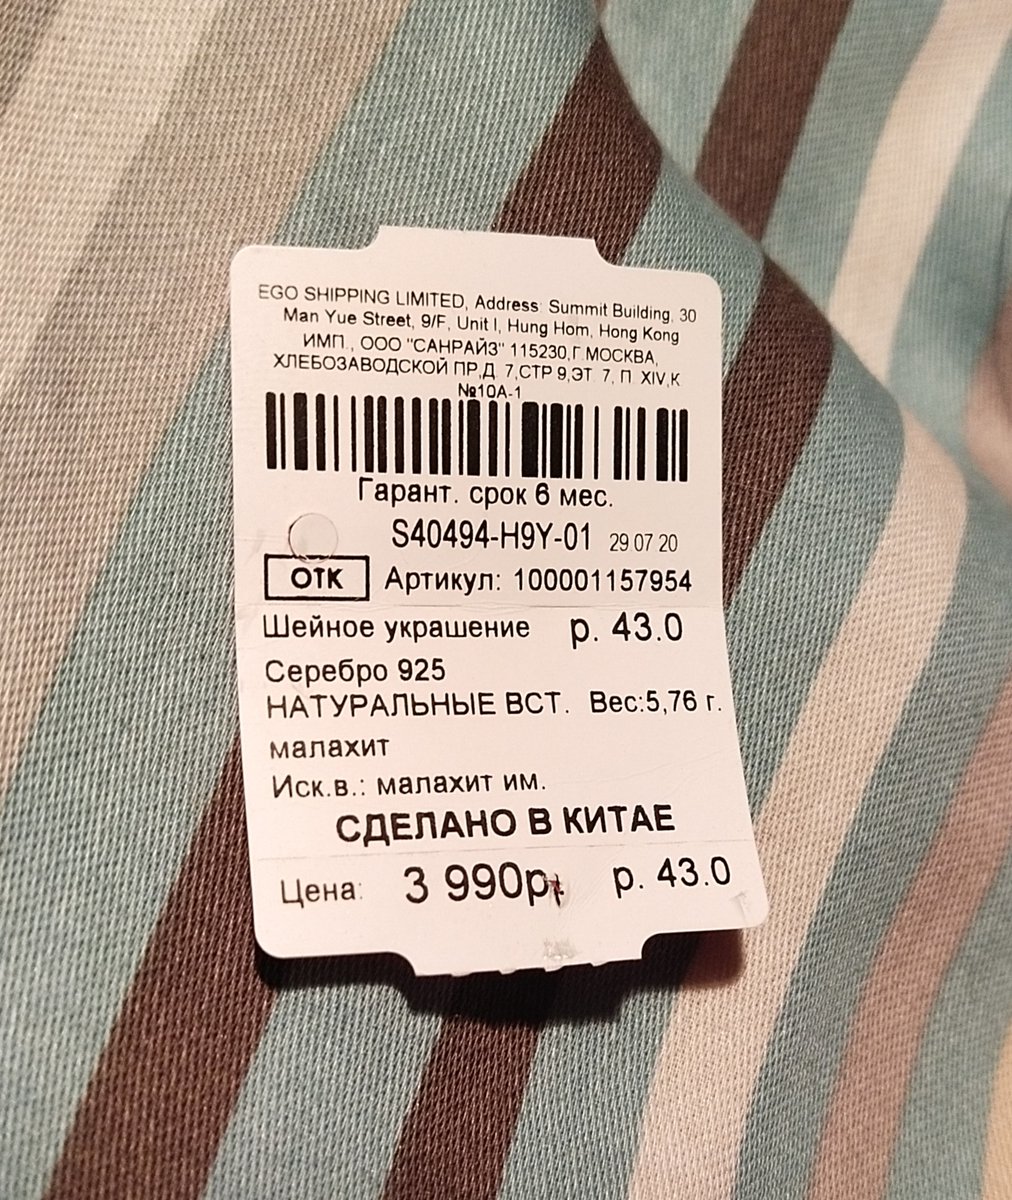 EGO SHIPPING LIMITED, Address: Summit Building, 30
Man Yue Street, 9/F, Unit I, Hung Hom, Hong Kong
ИМП., ООО "САНРАЙЗ" 115230,Г.МОСКВА,
ХЛЕБОЗАВОДСКОЙ ПР,Д. 7,СТР 9,ЭТ. 7, П. XIV,К.
№10А-1
Гарант. срок 6 мес.
S40494-H9Y-01 29.07.20
ОТК Артикул: 100001157954
Шейное украшение р. 43.0
Серебро 925
НАТУРАЛЬНЫЕ ВСТ. Вес:5,76 г.
малахит
Иск.в.: малахит им.
СДЕЛАНО В КИТАЕ
Цена: 3 990р. р. 43.0